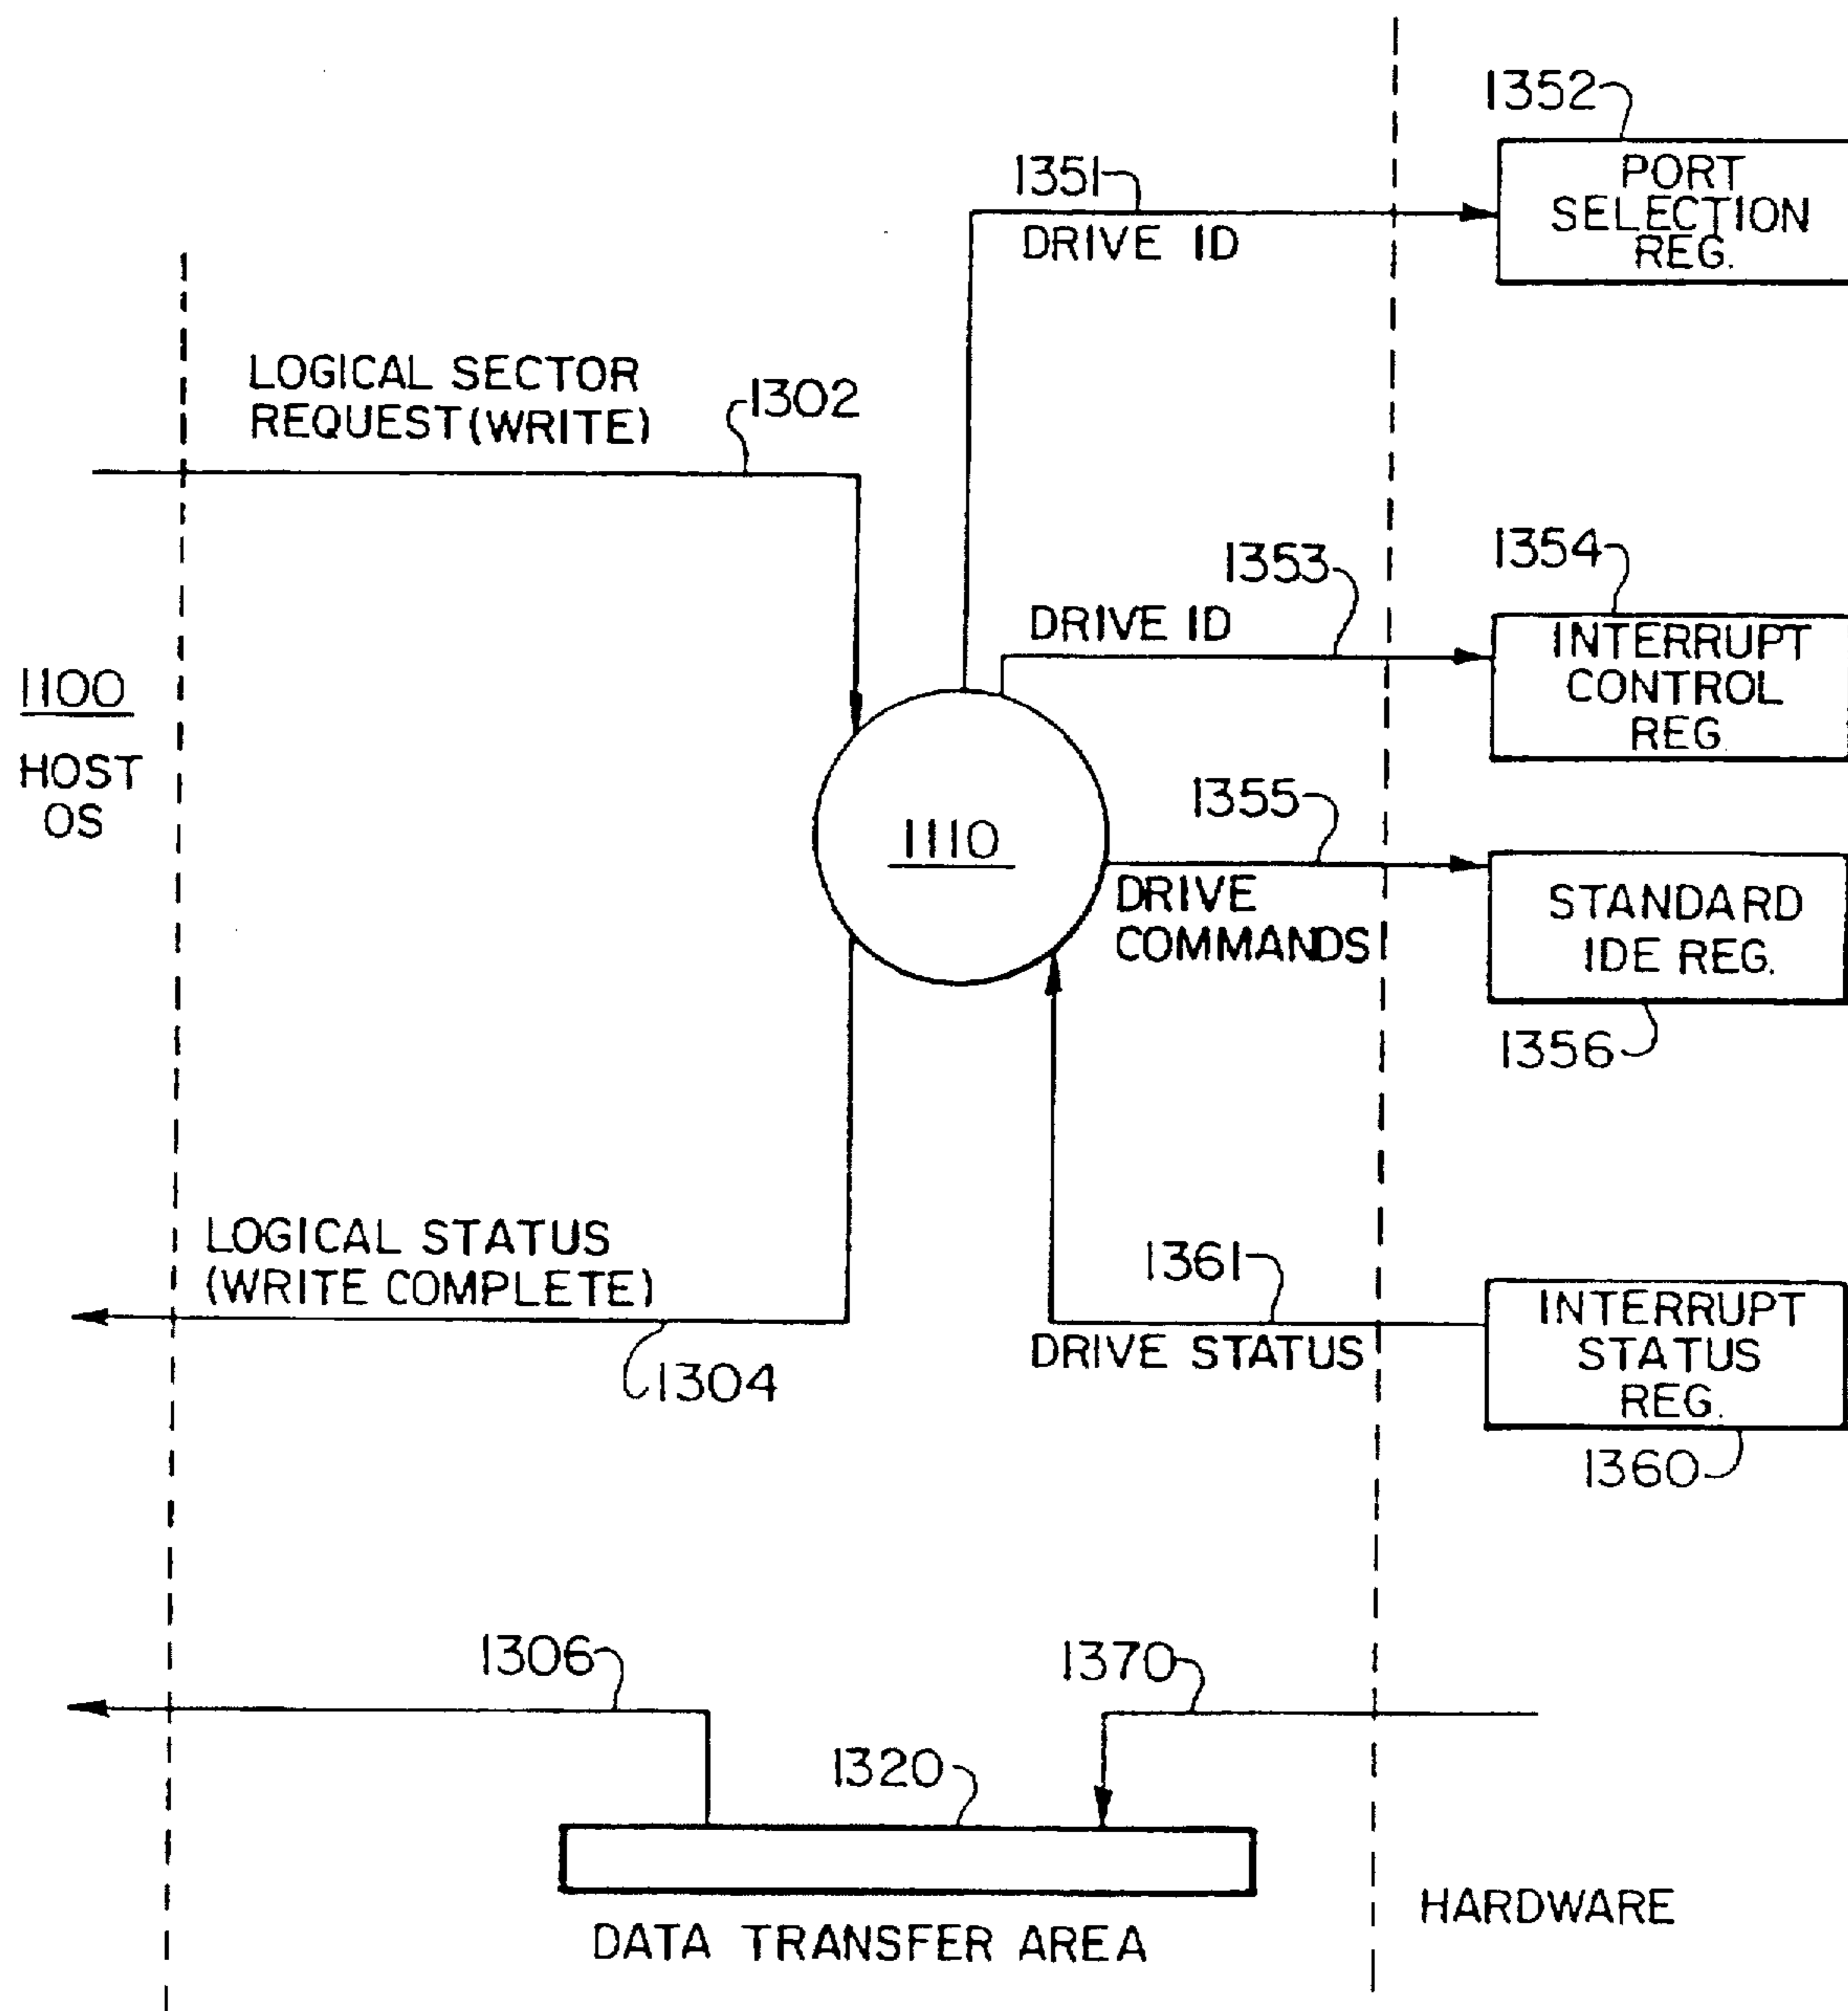 1352
PORT
SELECTION
REG.
1351
DRIVE ID
LOGICAL SECTOR
REQUEST (WRITE)
1302
1354
1353
DRIVE ID
INTERRUPT
CONTROL
REG.
1100
HOST
OS
1355
1110
DRIVE
COMMANDS
STANDARD
IDE REG.
1356
LOGICAL STATUS
(WRITE COMPLETE)
1304
1361
DRIVE STATUS
INTERRUPT
STATUS
REG.
1360
1306
1370
1320
DATA TRANSFER AREA
HARDWARE